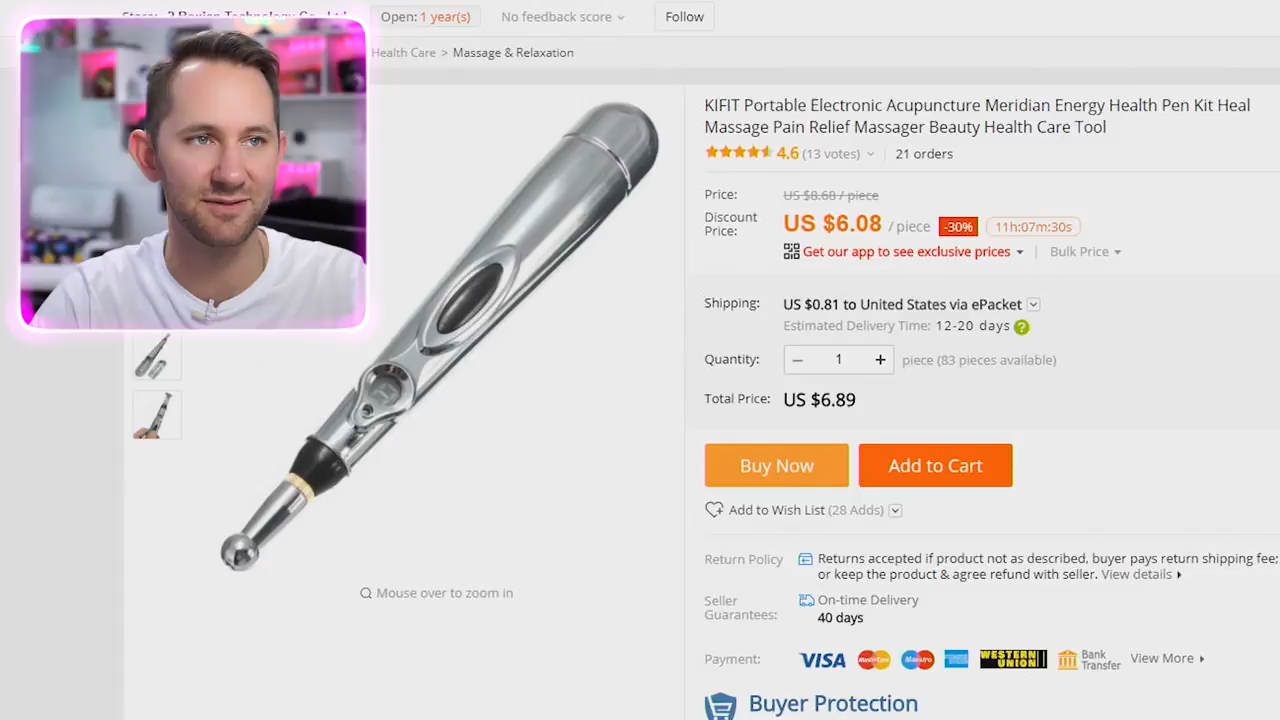 Open: 1 year(s)
No feedback score
Follow
Health Care > Massage & Relaxation
KIFIT Portable Electronic Acupuncture Meridian Energy Health Pen Kit Heal
Massage Pain Relief Massager Beauty Health Care Tool
4.6 (13 votes) 21 orders
Price: US $8.68 / piece
Discount Price: US $6.08 / piece -30% 11h:07m:30s
Get our app to see exclusive prices Bulk Price
Shipping: US $0.81 to United States via ePacket
Estimated Delivery Time: 12-20 days ?
Quantity: − 1 + piece (83 pieces available)
Total Price: US $6.89
Buy Now Add to Cart
Add to Wish List (28 Adds)
Mouse over to zoom in
Return Policy Returns accepted if product not as described, buyer pays return shipping fee;
or keep the product & agree refund with seller. View details
Seller Guarantees: On-time Delivery
40 days
Payment: VISA MasterCard Maestro WESTERN UNION Bank Transfer View More
Buyer Protection